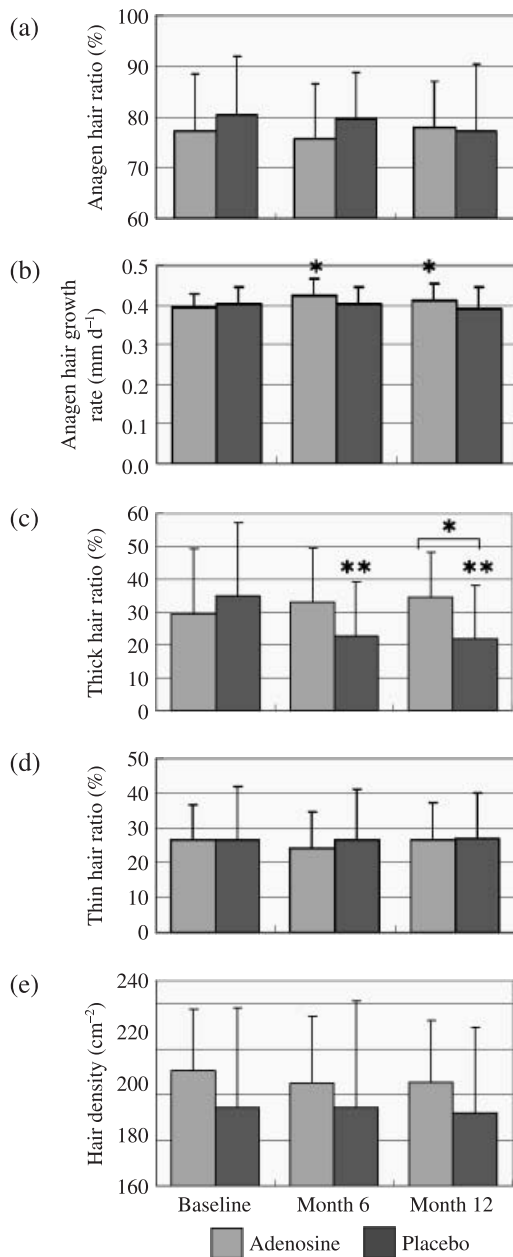 (a)
Anagen hair ratio (%)
100
90
80
70
60
(b)
Anagen hair growth
rate (mm d⁻¹)
0.5
0.4
0.3
0.2
0.1
0.0
*
*
(c)
Thick hair ratio (%)
60
50
40
30
20
10
0
**
*
**
(d)
Thin hair ratio (%)
50
40
30
20
10
0
(e)
Hair density (cm⁻²)
240
220
200
180
160
Baseline Month 6 Month 12
Adenosine Placebo